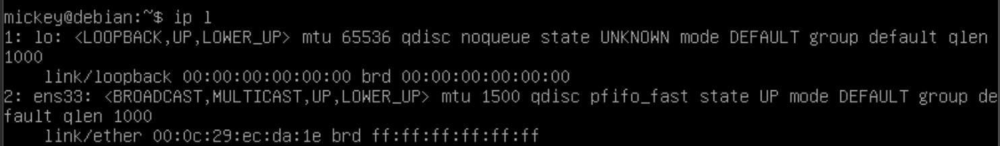 mickey@debian:~$ ip l
1: lo: <LOOPBACK,UP,LOWER_UP> mtu 65536 qdisc noqueue state UNKNOWN mode DEFAULT group default qlen
1000
    link/loopback 00:00:00:00:00:00 brd 00:00:00:00:00:00
2: ens33: <BROADCAST,MULTICAST,UP,LOWER_UP> mtu 1500 qdisc pfifo_fast state UP mode DEFAULT group de
fault qlen 1000
    link/ether 00:0c:29:ec:da:1e brd ff:ff:ff:ff:ff:ff